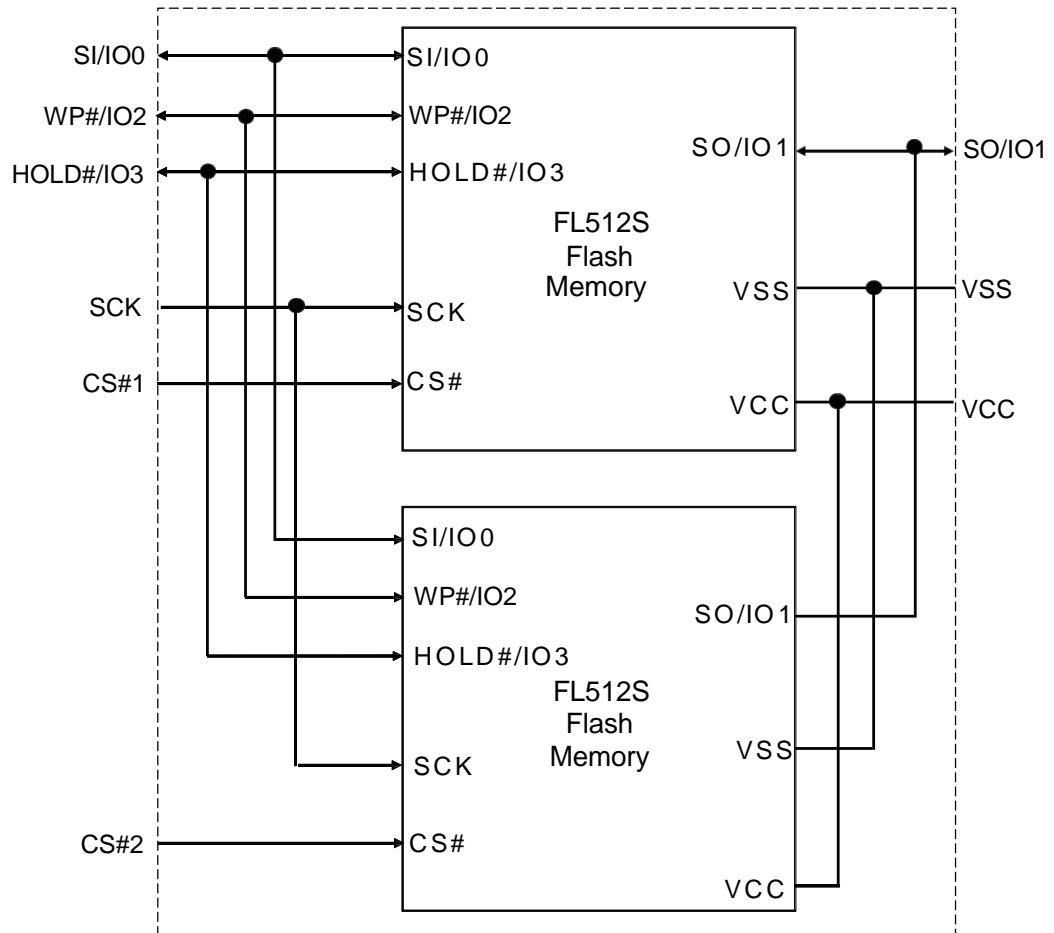 SI/IO0
WP#/IO2
HOLD#/IO3
SCK
CS#1
SI/IO0
WP#/IO2
HOLD#/IO3
SCK
CS#
FL512S
Flash
Memory
SO/IO1
VSS
VCC
SO/IO1
VSS
VCC
CS#2
SI/IO0
WP#/IO2
HOLD#/IO3
SCK
CS#
FL512S
Flash
Memory
SO/IO1
VSS
VCC